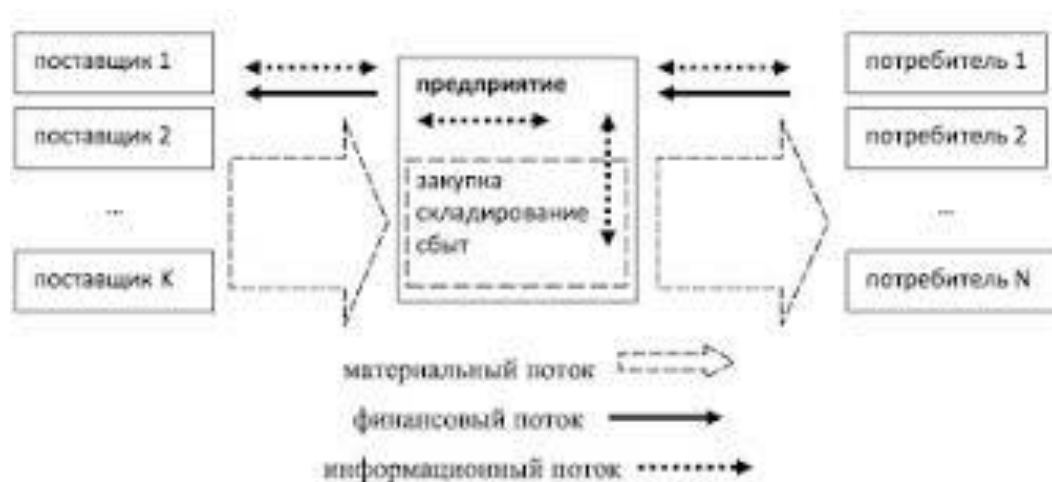 поставщик 1
поставщик 2
...
поставщик K
предприятие
закупка
складирование
сбыт
потребитель 1
потребитель 2
...
потребитель N
материальный поток
финансовый поток
информационный поток